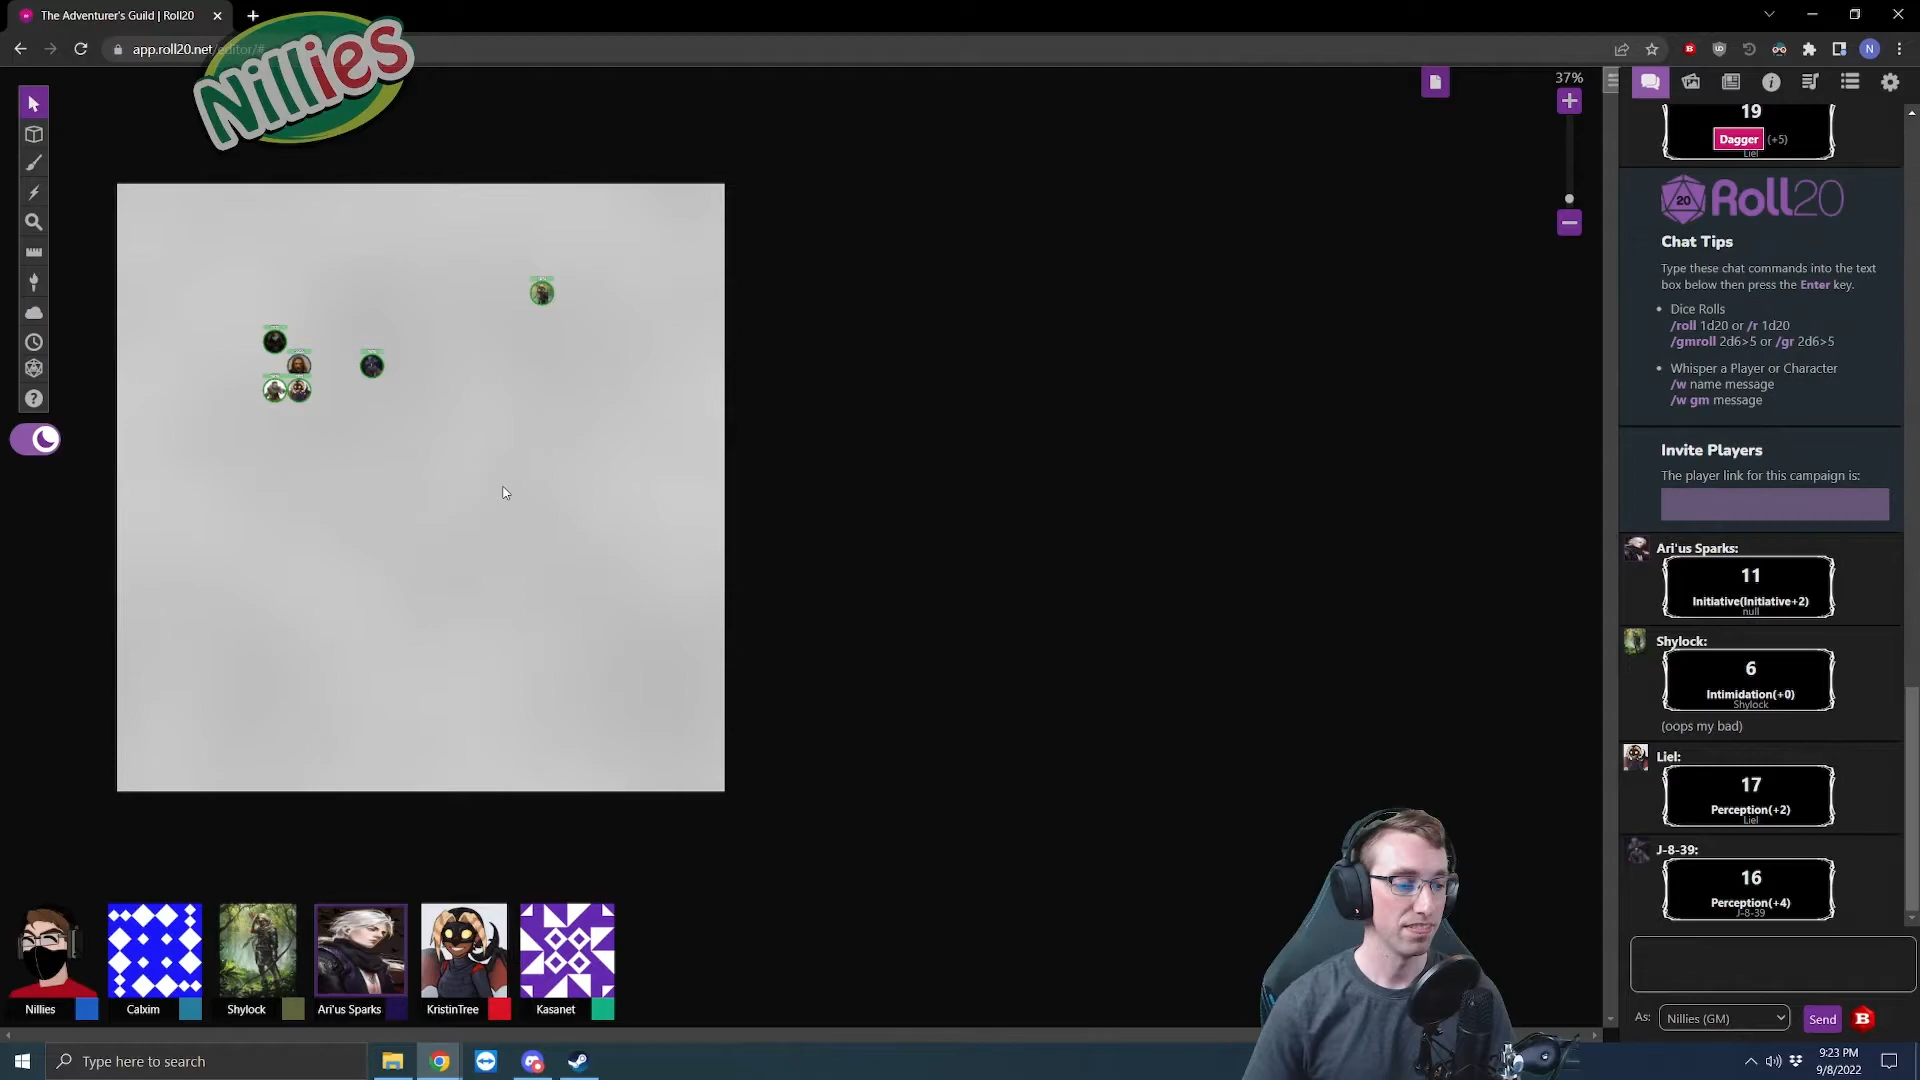 The Adventurer's Guild | Roll20
app.roll20.net/editor/#
Nillies
37%
19
Dagger (+5)
Liel
20 Roll20
Chat Tips
Type these chat commands into the text
box below then press the Enter key.
• Dice Rolls
/roll 1d20 or /r 1d20
/gmroll 2d6>5 or /gr 2d6>5
• Whisper a Player or Character
/w name message
/w gm message
Invite Players
The player link for this campaign is:
Ari'us Sparks:
11
Initiative(Initiative+2)
null
Shylock:
6
Intimidation(+0)
Shylock
(oops my bad)
Liel:
17
Perception(+2)
Liel
J-8-39:
16
Perception(+4)
J-8-39
Nillies
Calxim
Shylock
Ari'us Sparks
KristinTree
Kasanet
As: Nillies (GM) Send B
Type here to search
9:23 PM
9/8/2022